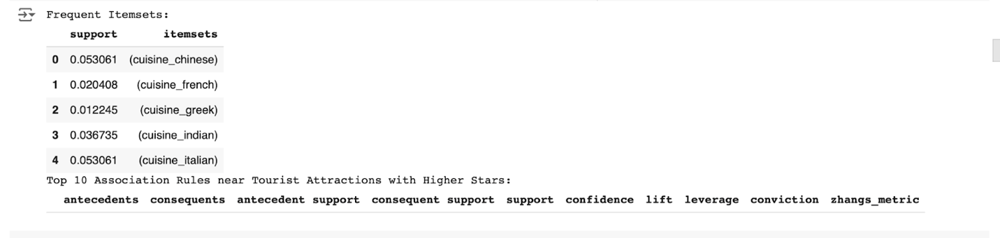 Frequent Itemsets:
support itemsets
0 0.053061 (cuisine_chinese)
1 0.020408 (cuisine_french)
2 0.012245 (cuisine_greek)
3 0.036735 (cuisine_indian)
4 0.053061 (cuisine_italian)
Top 10 Association Rules near Tourist Attractions with Higher Stars:
antecedents consequents antecedent support consequent support support confidence lift leverage conviction zhangs_metric